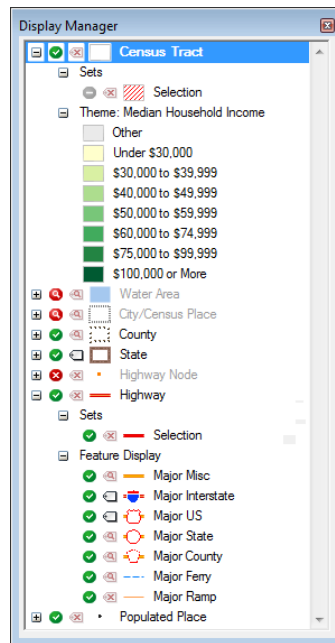 Display Manager
Census Tract
Sets
Selection
Theme: Median Household Income
Other
Under $30,000
$30,000 to $39,999
$40,000 to $49,999
$50,000 to $59,999
$60,000 to $74,999
$75,000 to $99,999
$100,000 or More
Water Area
City/Census Place
County
State
Highway Node
Highway
Sets
Selection
Feature Display
Major Misc
Major Interstate
Major US
Major State
Major County
Major Ferry
Major Ramp
Populated Place